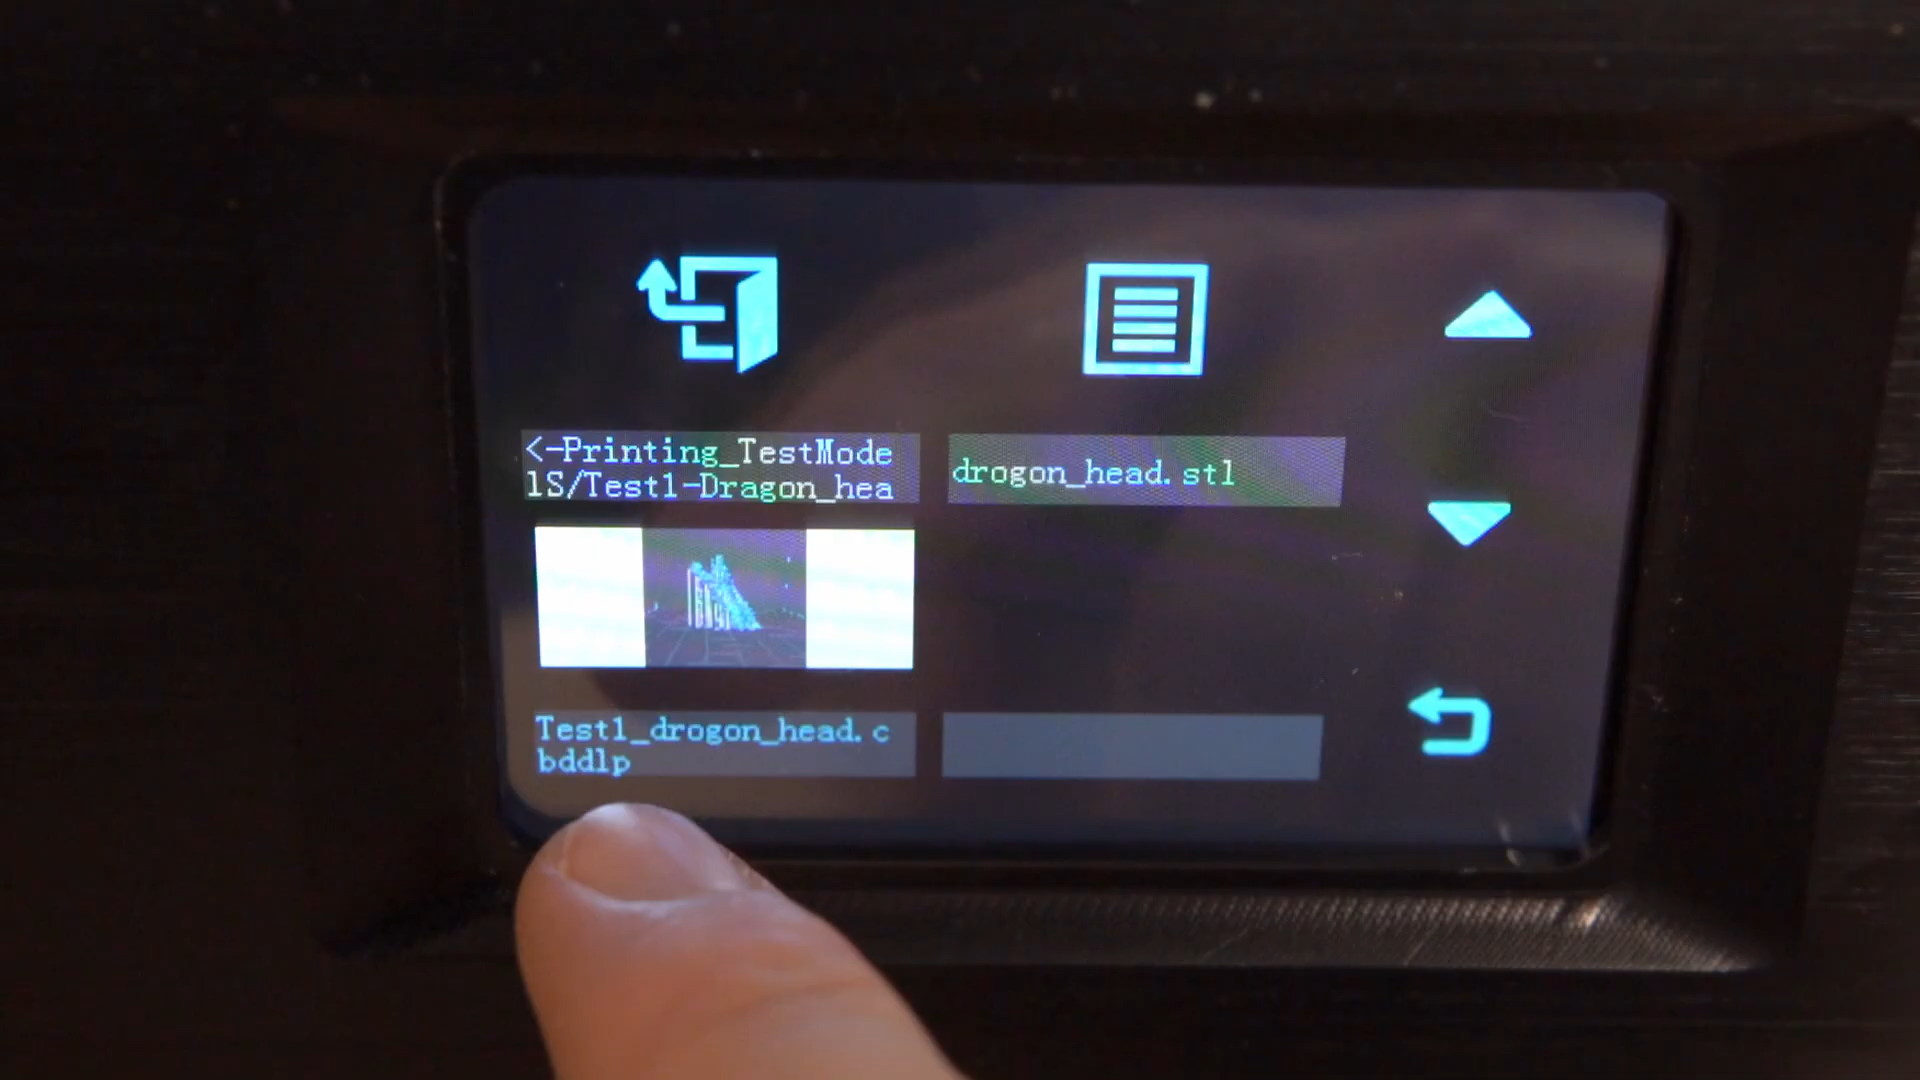 <-Printing_TestMode
lS/Test1-Dragon_hea
drogon_head.stl
Test1_drogon_head.c
bddlp